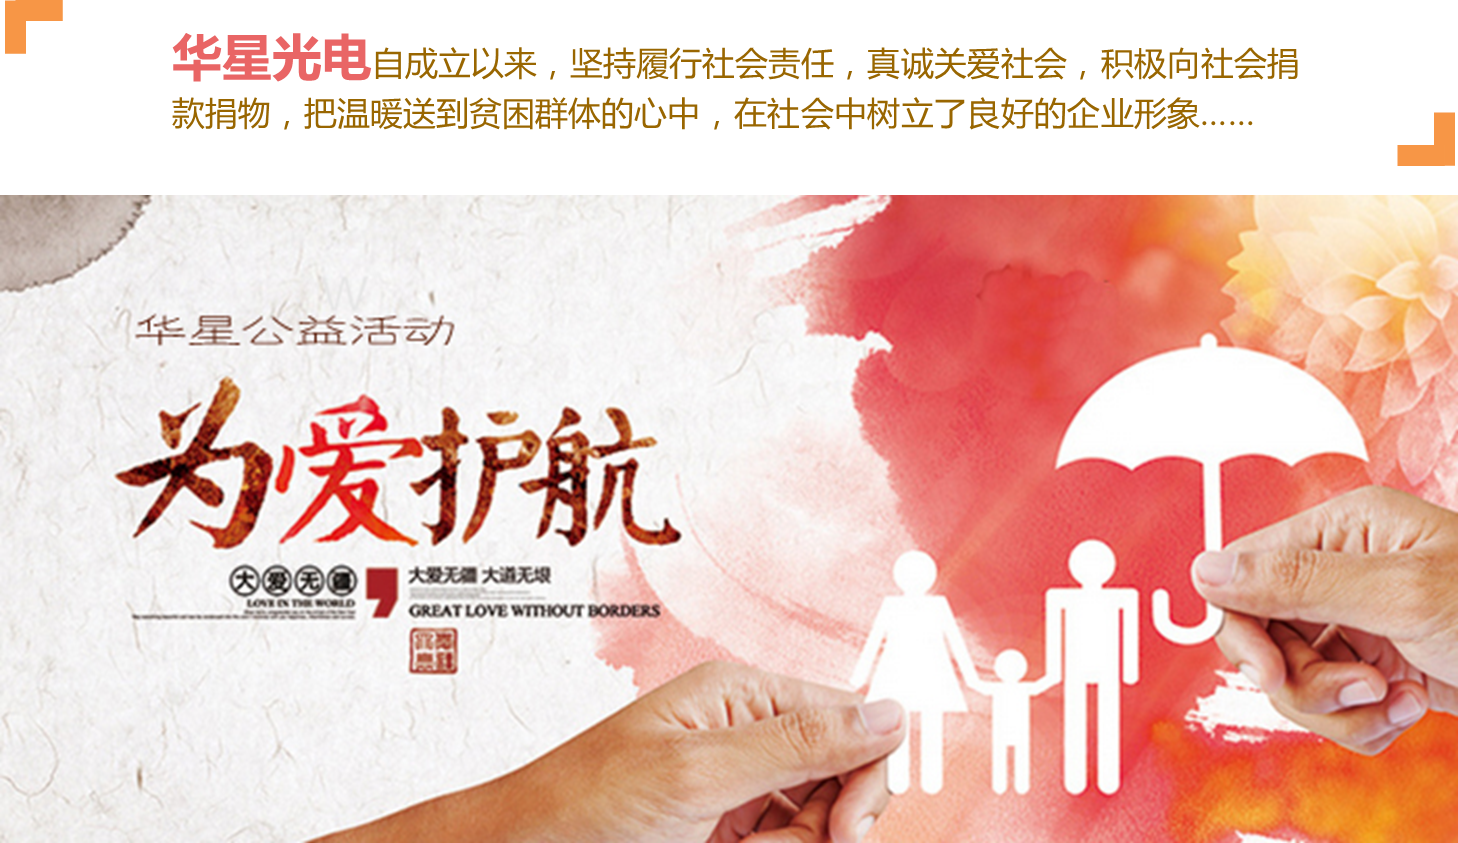 华星光电自成立以来，坚持履行社会责任，真诚关爱社会，积极向社会捐
款捐物，把温暖送到贫困群体的心中，在社会中树立了良好的企业形象……
华星公益活动
为爱护航
大爱无疆
LOVE IN THE WORLD
大爱无疆 大道无垠
GREAT LOVE WITHOUT BORDERS